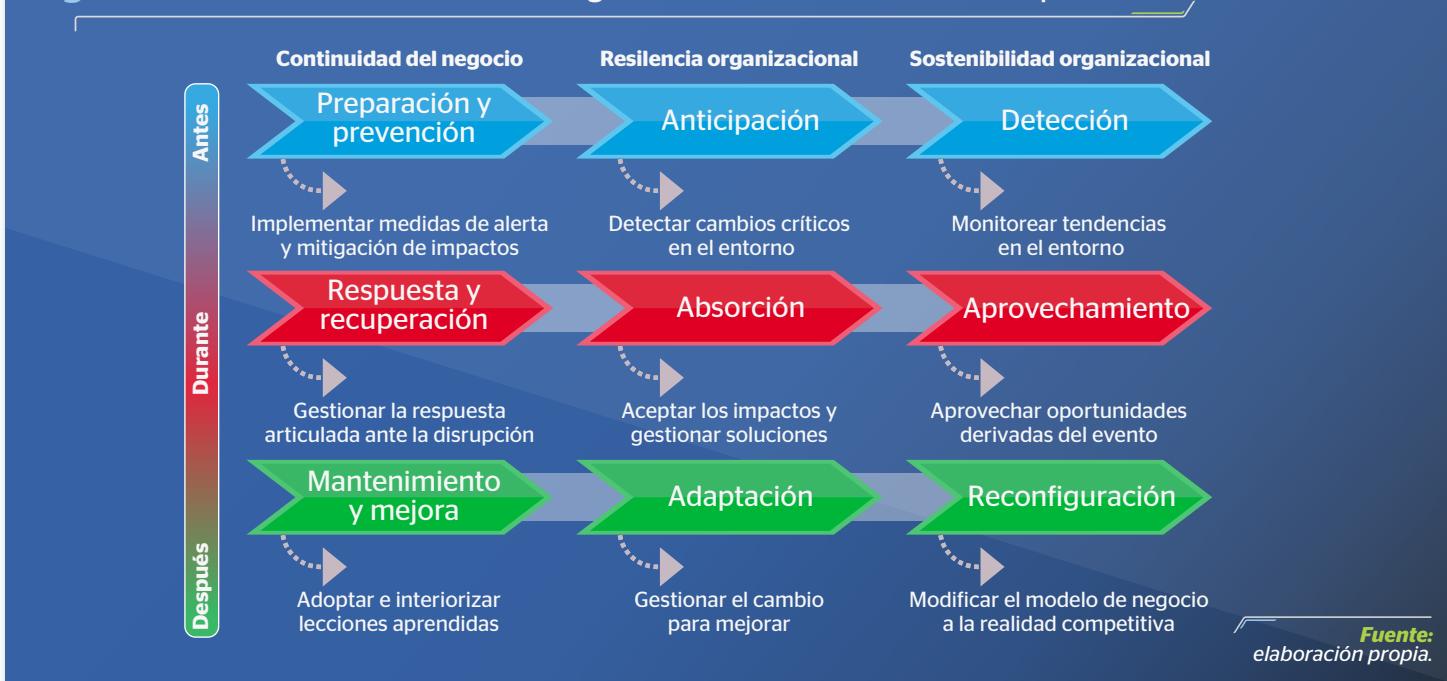 Continuidad del negocio
Resilencia organizacional
Sostenibilidad organizacional
Antes
Preparación y
prevención
Anticipación
Detección
Implementar medidas de alerta
y mitigación de impactos
Detectar cambios críticos
en el entorno
Monitorear tendencias
en el entorno
Durante
Respuesta y
recuperación
Absorción
Aprovechamiento
Gestionar la respuesta
articulada ante la disrupción
Aceptar los impactos y
gestionar soluciones
Aprovechar oportunidades
derivadas del evento
Después
Mantenimiento
y mejora
Adaptación
Reconfiguración
Adoptar e interiorizar
lecciones aprendidas
Gestionar el cambio
para mejorar
Modificar el modelo de negocio
a la realidad competitiva
Fuente:
elaboración propia.